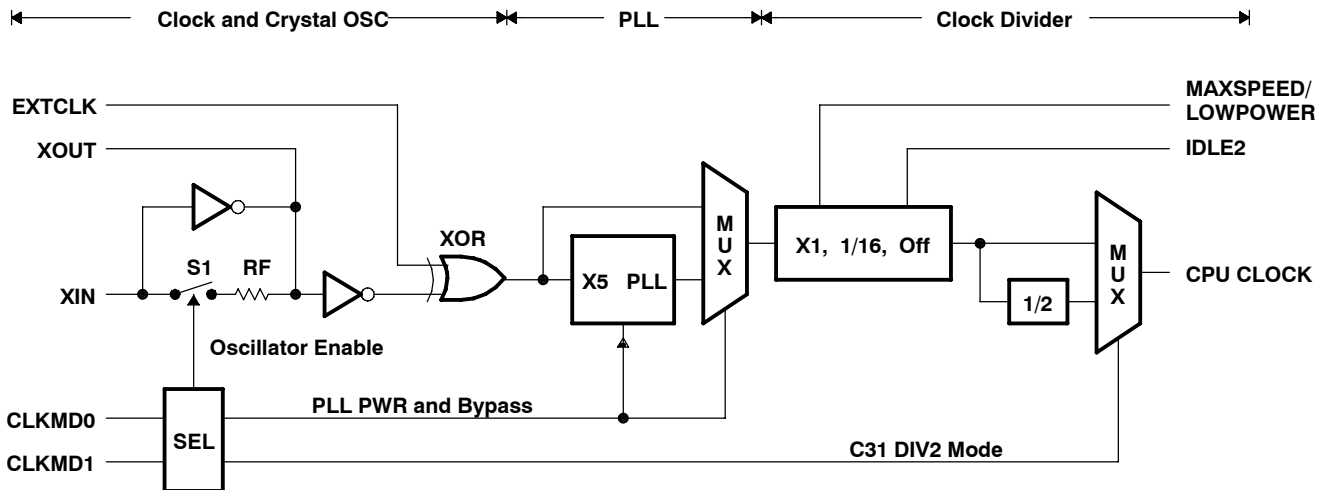 Clock and Crystal OSC
PLL
Clock Divider
EXTCLK
MAXSPEED/
LOWPOWER
XOUT
IDLE2
M
U
X
M
U
X
XOR
X1, 1/16, Off
S1
RF
X5 PLL
CPU CLOCK
XIN
1/2
Oscillator Enable
PLL PWR and Bypass
CLKMD0
SEL
C31 DIV2 Mode
CLKMD1